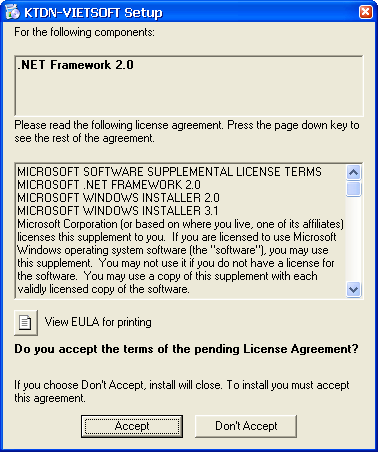 KTDN-VIETSOFT Setup
For the following components:
.NET Framework 2.0
Please read the following license agreement. Press the page down key to
see the rest of the agreement.
MICROSOFT SOFTWARE SUPPLEMENTAL LICENSE TERMS
MICROSOFT .NET FRAMEWORK 2.0
MICROSOFT WINDOWS INSTALLER 2.0
MICROSOFT WINDOWS INSTALLER 3.1
Microsoft Corporation (or based on where you live, one of its affiliates)
licenses this supplement to you. If you are licensed to use Microsoft
Windows operating system software (the "software"), you may use
this supplement. You may not use it if you do not have a license for
the software. You may use a copy of this supplement with each
validly licensed copy of the software.
View EULA for printing
Do you accept the terms of the pending License Agreement?
If you choose Don't Accept, install will close. To install you must accept
this agreement.
Accept
Don't Accept